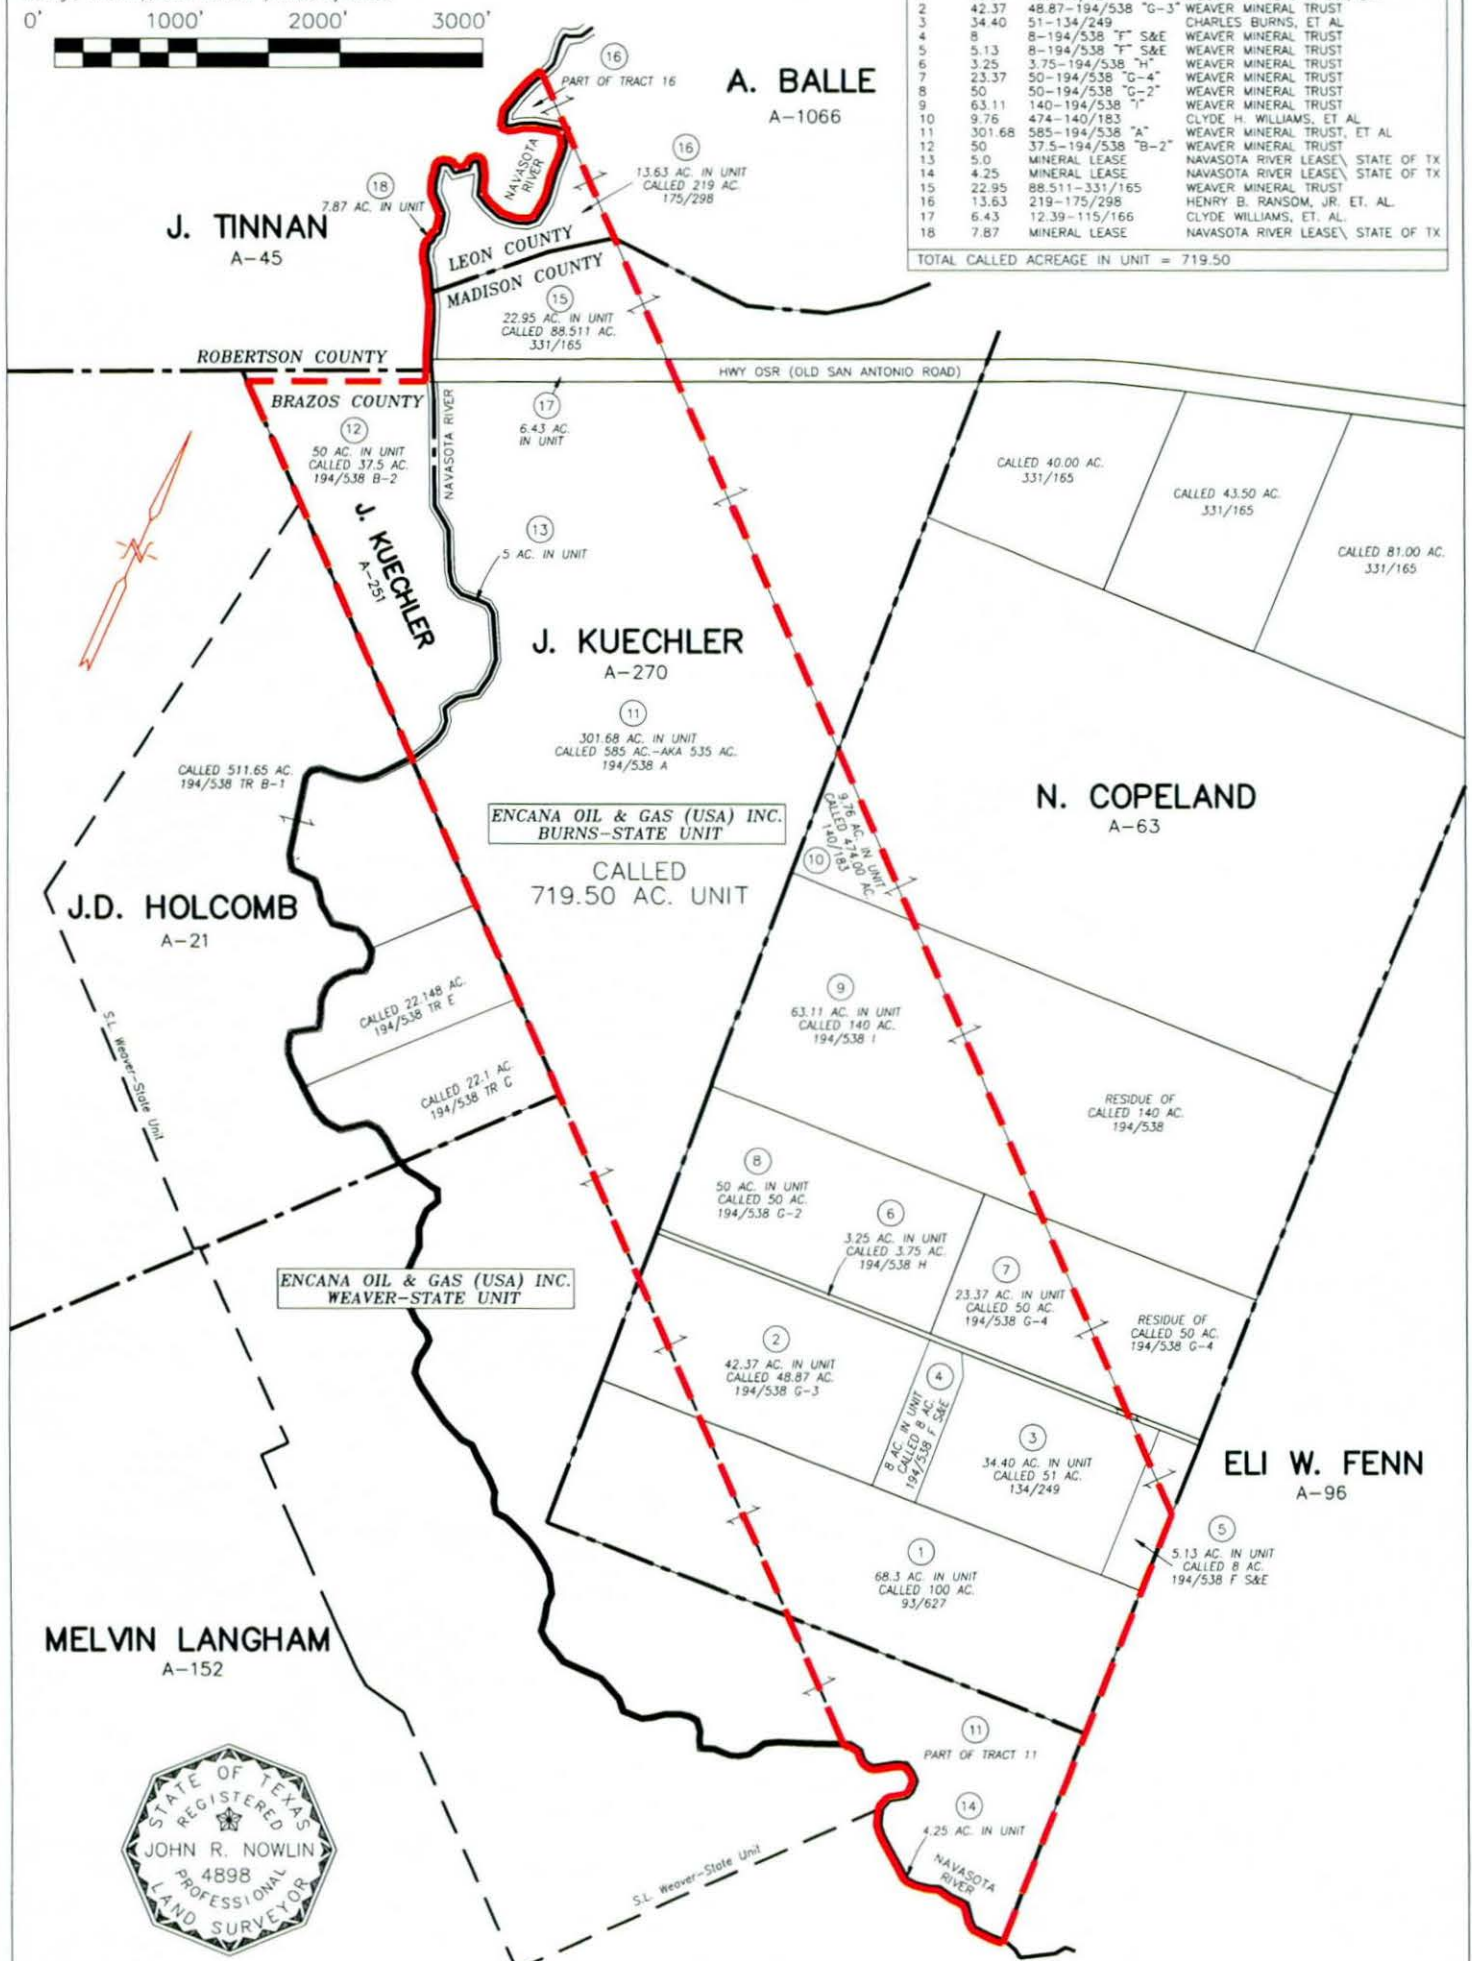 0' 1000' 2000' 3000'
2 42.37 48.87-194/538 "G-3" WEAVER MINERAL TRUST
3 34.40 51-134/249 CHARLES BURNS, ET AL
4 8 8-194/538 "F" S&E WEAVER MINERAL TRUST
5 5.13 8-194/538 "F" S&E WEAVER MINERAL TRUST
6 3.25 3.75-194/538 "H" WEAVER MINERAL TRUST
7 23.37 50-194/538 "G-4" WEAVER MINERAL TRUST
8 50 50-194/538 "G-2" WEAVER MINERAL TRUST
9 63.11 140-194/538 "I" WEAVER MINERAL TRUST
10 9.76 474-140/183 CLYDE H. WILLIAMS, ET AL
11 301.68 585-194/538 "A" WEAVER MINERAL TRUST, ET AL
12 50 37.5-194/538 "B-2" WEAVER MINERAL TRUST
13 5.0 MINERAL LEASE NAVASOTA RIVER LEASE\ STATE OF TX
14 4.25 MINERAL LEASE NAVASOTA RIVER LEASE\ STATE OF TX
15 22.95 88.511-331/165 WEAVER MINERAL TRUST
16 13.63 219-175/298 HENRY B. RANSOM, JR. ET. AL.
17 6.43 12.39-115/166 CLYDE WILLIAMS, ET. AL.
18 7.87 MINERAL LEASE NAVASOTA RIVER LEASE\ STATE OF TX
TOTAL CALLED ACREAGE IN UNIT = 719.50
16
PART OF TRACT 16
A. BALLE
A-1066
NAVASOTA
RIVER
16
13.63 AC. IN UNIT
CALLED 219 AC.
175/298
18
7.87 AC. IN UNIT
J. TINNAN
A-45
LEON COUNTY
MADISON COUNTY
15
22.95 AC. IN UNIT
CALLED 88.511 AC.
331/165
ROBERTSON COUNTY
BRAZOS COUNTY
HWY OSR (OLD SAN ANTONIO ROAD)
12
50 AC. IN UNIT
CALLED 37.5 AC.
194/538 B-2
NAVASOTA RIVER
17
6.43 AC.
IN UNIT
CALLED 40.00 AC.
331/165
CALLED 43.50 AC.
331/165
CALLED 81.00 AC.
331/165
N
J. KUECHLER
A-251
13
5 AC. IN UNIT
J. KUECHLER
A-270
11
301.68 AC. IN UNIT
CALLED 585 AC.-AKA 535 AC.
194/538 A
CALLED 511.65 AC.
194/538 TR B-1
ENCANA OIL & GAS (USA) INC.
BURNS-STATE UNIT
CALLED
719.50 AC. UNIT
9.76 AC. IN UNIT
CALLED 474.00 AC.
140/183
10
N. COPELAND
A-63
J.D. HOLCOMB
A-21
CALLED 22.148 AC.
194/538 TR E
CALLED 22.1 AC.
194/538 TR C
S.L. Weaver-State Unit
9
63.11 AC. IN UNIT
CALLED 140 AC.
194/538 I
RESIDUE OF
CALLED 140 AC.
194/538
8
50 AC. IN UNIT
CALLED 50 AC.
194/538 G-2
6
3.25 AC. IN UNIT
CALLED 3.75 AC.
194/538 H
7
23.37 AC. IN UNIT
CALLED 50 AC.
194/538 G-4
RESIDUE OF
CALLED 50 AC.
194/538 G-4
ENCANA OIL & GAS (USA) INC.
WEAVER-STATE UNIT
2
42.37 AC. IN UNIT
CALLED 48.87 AC.
194/538 G-3
4
8 AC. IN UNIT
CALLED 8 AC.
194/538 F S&E
3
34.40 AC. IN UNIT
CALLED 51 AC.
134/249
ELI W. FENN
A-96
5
5.13 AC. IN UNIT
CALLED 8 AC.
194/538 F S&E
1
68.3 AC. IN UNIT
CALLED 100 AC.
93/627
MELVIN LANGHAM
A-152
11
PART OF TRACT 11
14
4.25 AC. IN UNIT
NAVASOTA
RIVER
S.L. Weaver-State Unit
STATE OF TEXAS
REGISTERED
JOHN R. NOWLIN
4898
PROFESSIONAL
LAND SURVEYOR